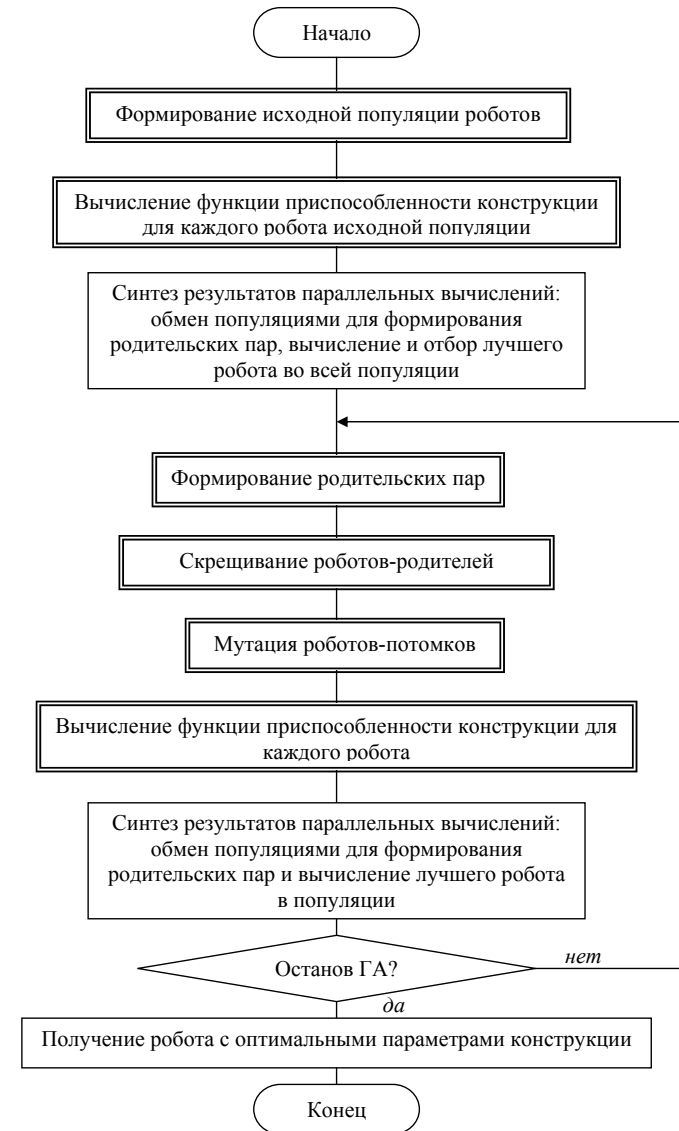 Начало
Формирование исходной популяции роботов
Вычисление функции приспособленности конструкции
для каждого робота исходной популяции
Синтез результатов параллельных вычислений:
обмен популяциями для формирования
родительских пар, вычисление и отбор лучшего
робота во всей популяции
Формирование родительских пар
Скрещивание роботов-родителей
Мутация роботов-потомков
Вычисление функции приспособленности конструкции для
каждого робота
Синтез результатов параллельных вычислений:
обмен популяциями для формирования
родительских пар и вычисление лучшего робота
в популяции
Останов ГА?
нет
да
Получение робота с оптимальными параметрами конструкции
Конец